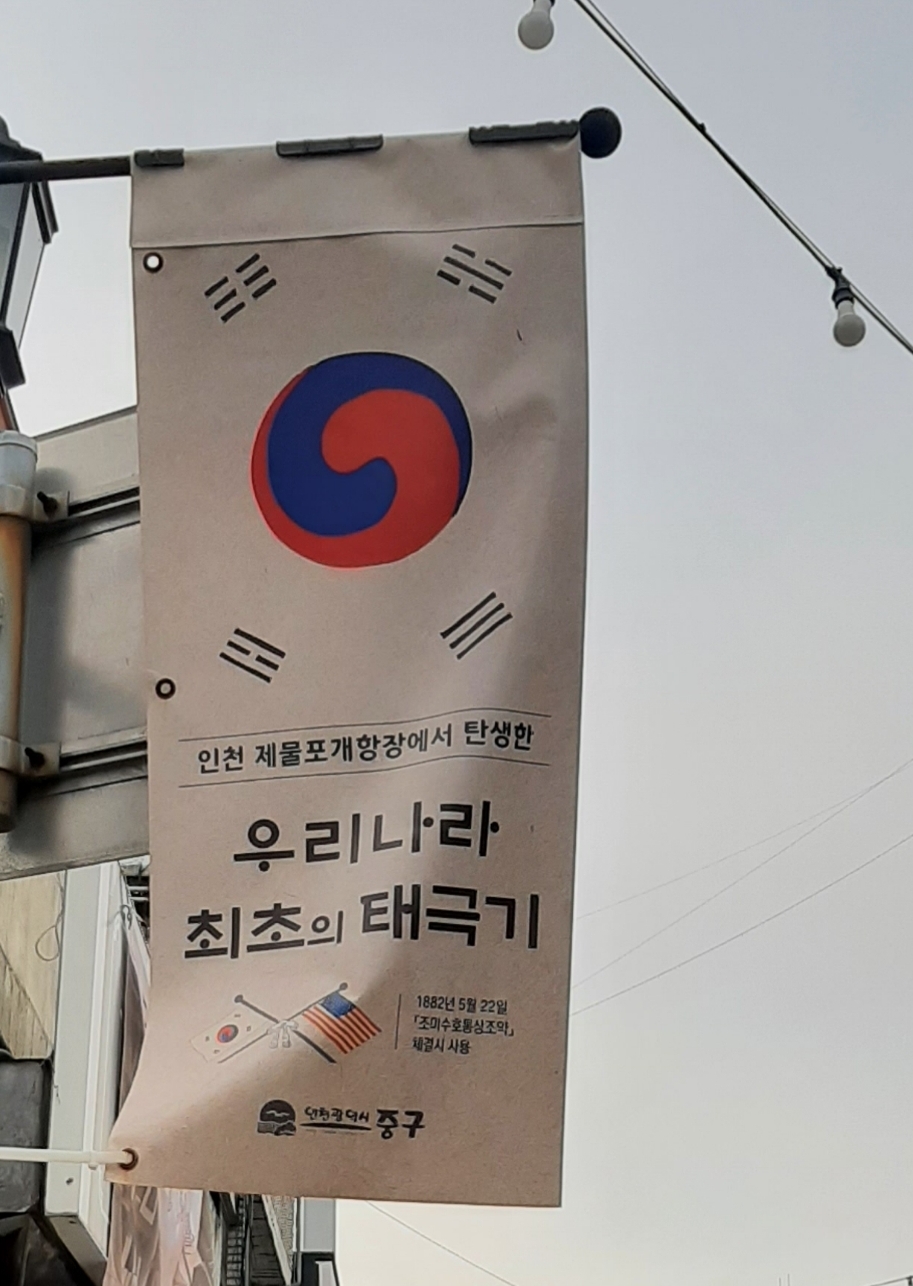 인천 제물포개항장에서 탄생한
우리나라
최초의 태극기
1882년 5월 22일
「조미수호통상조약」
체결시 사용
인천광역시 중구